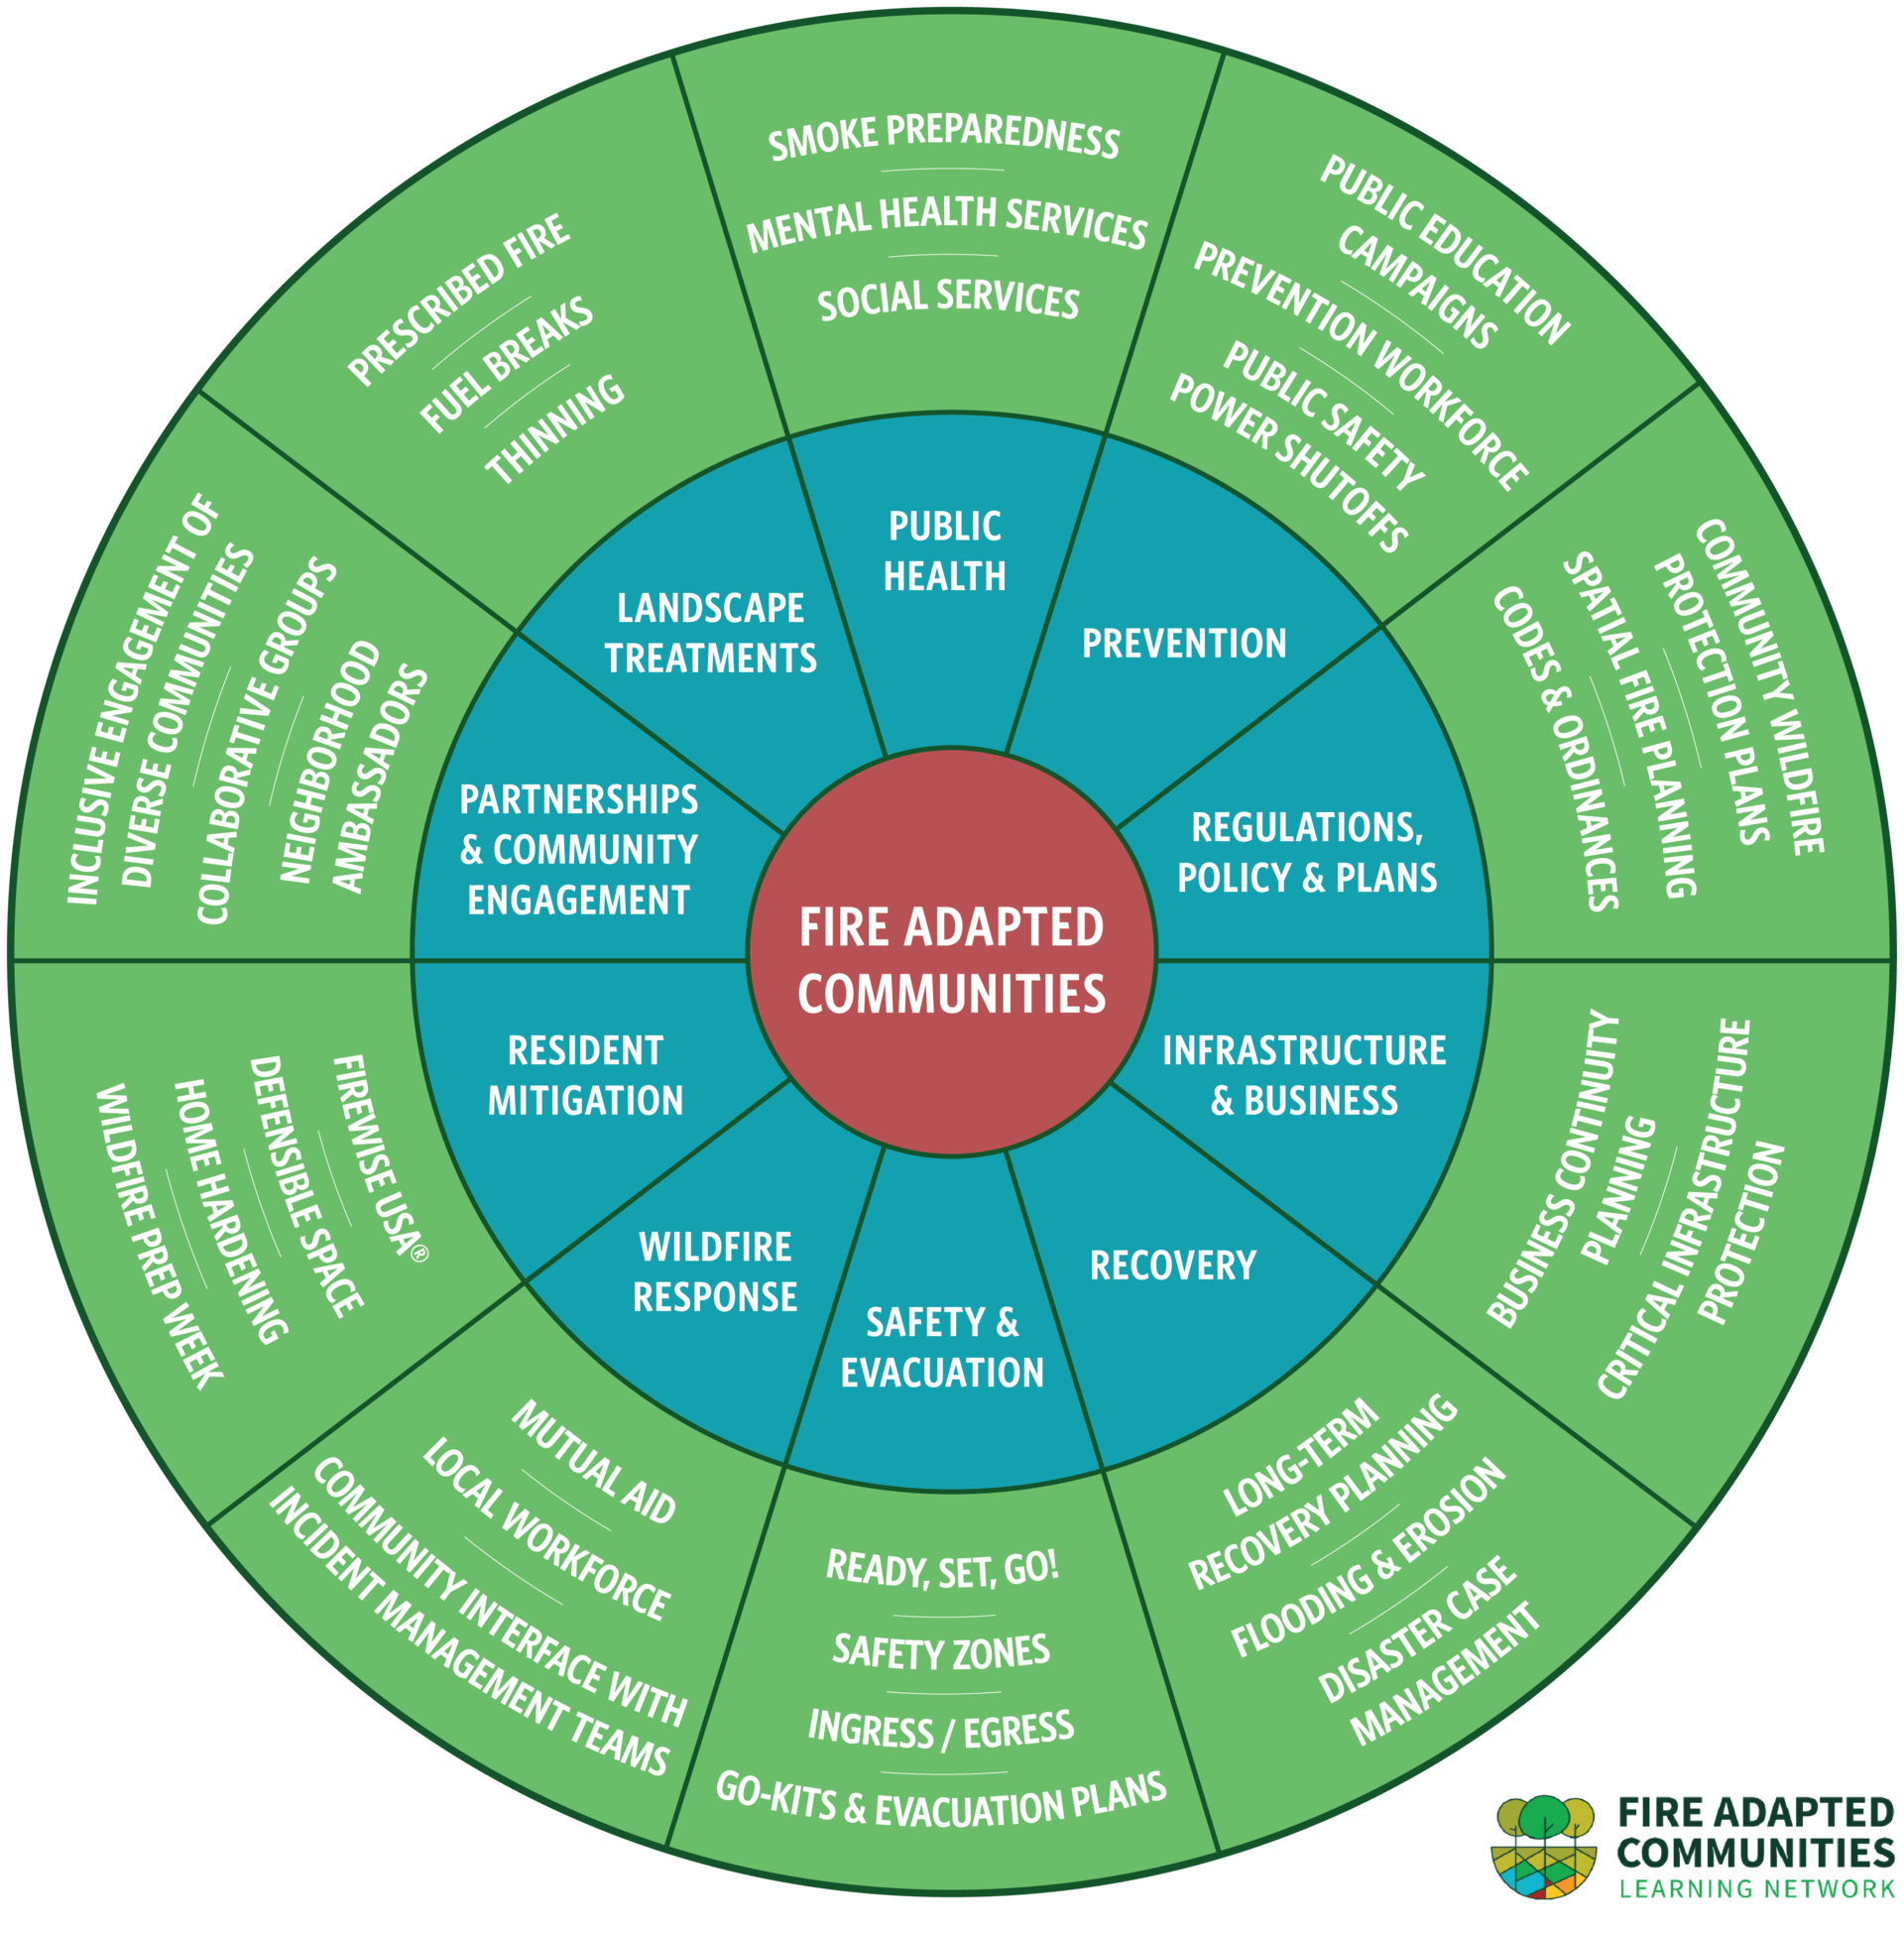 FIRE ADAPTED
COMMUNITIES
PUBLIC
HEALTH
SMOKE PREPAREDNESS
MENTAL HEALTH SERVICES
SOCIAL SERVICES
PREVENTION
PUBLIC EDUCATION
CAMPAIGNS
PREVENTION WORKFORCE
PUBLIC SAFETY
POWER SHUTOFFS
REGULATIONS,
POLICY & PLANS
COMMUNITY WILDFIRE
PROTECTION PLANS
SPATIAL FIRE PLANNING
CODES & ORDINANCES
INFRASTRUCTURE
& BUSINESS
BUSINESS CONTINUITY
PLANNING
CRITICAL INFRASTRUCTURE
PROTECTION
RECOVERY
LONG-TERM
RECOVERY PLANNING
FLOODING & EROSION
DISASTER CASE
MANAGEMENT
SAFETY &
EVACUATION
READY, SET, GO!
SAFETY ZONES
INGRESS / EGRESS
GO-KITS & EVACUATION PLANS
WILDFIRE
RESPONSE
MUTUAL AID
LOCAL WORKFORCE
COMMUNITY INTERFACE WITH
INCIDENT MANAGEMENT TEAMS
RESIDENT
MITIGATION
FIREWISE USA®
DEFENSIBLE SPACE
HOME HARDENING
WILDFIRE PREP WEEK
PARTNERSHIPS
& COMMUNITY
ENGAGEMENT
INCLUSIVE ENGAGEMENT OF
DIVERSE COMMUNITIES
COLLABORATIVE GROUPS
NEIGHBORHOOD
AMBASSADORS
LANDSCAPE
TREATMENTS
PRESCRIBED FIRE
FUEL BREAKS
THINNING
FIRE ADAPTED
COMMUNITIES
LEARNING NETWORK